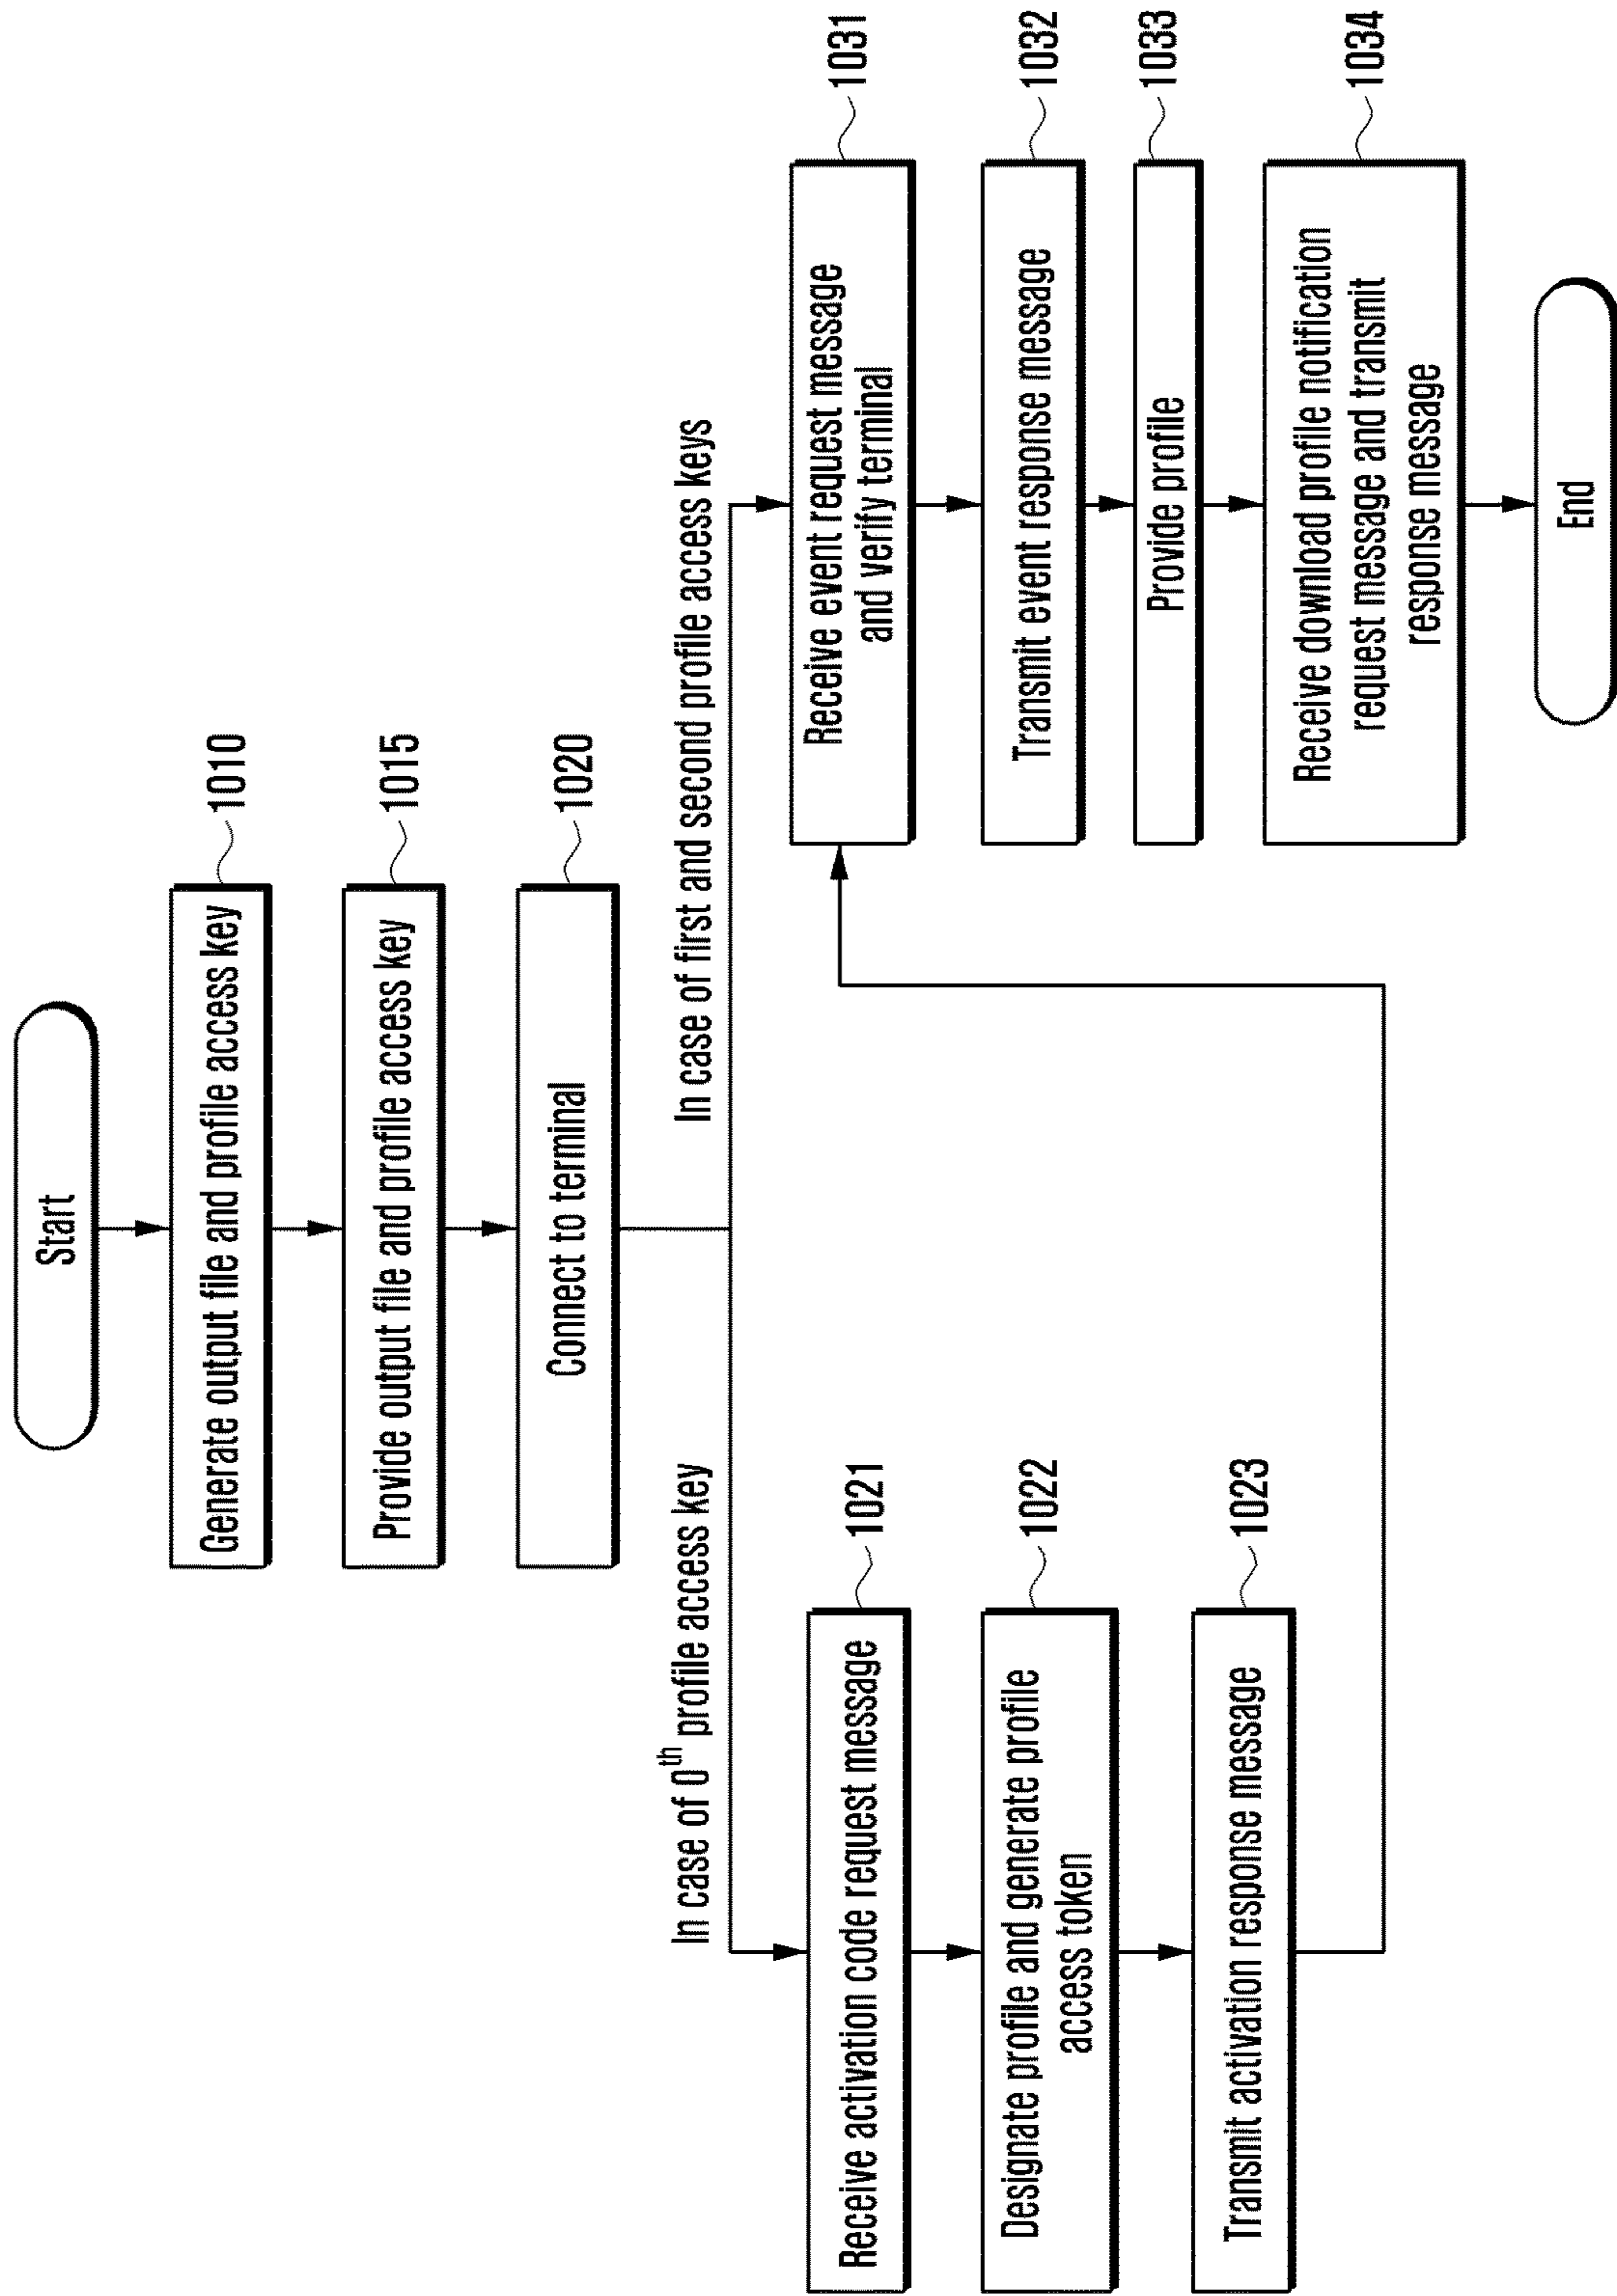 Start
Generate output file and profile access key
1010
Provide output file and profile access key
1015
Connect to terminal
1020
In case of 0th profile access key
In case of first and second profile access keys
Receive activation code request message
1021
Designate profile and generate profile
access token
1022
Transmit activation response message
1023
Receive event request message
and verify terminal
1031
Transmit event response message
1032
Provide profile
1033
Receive download profile notification
request message and transmit
response message
1034
End